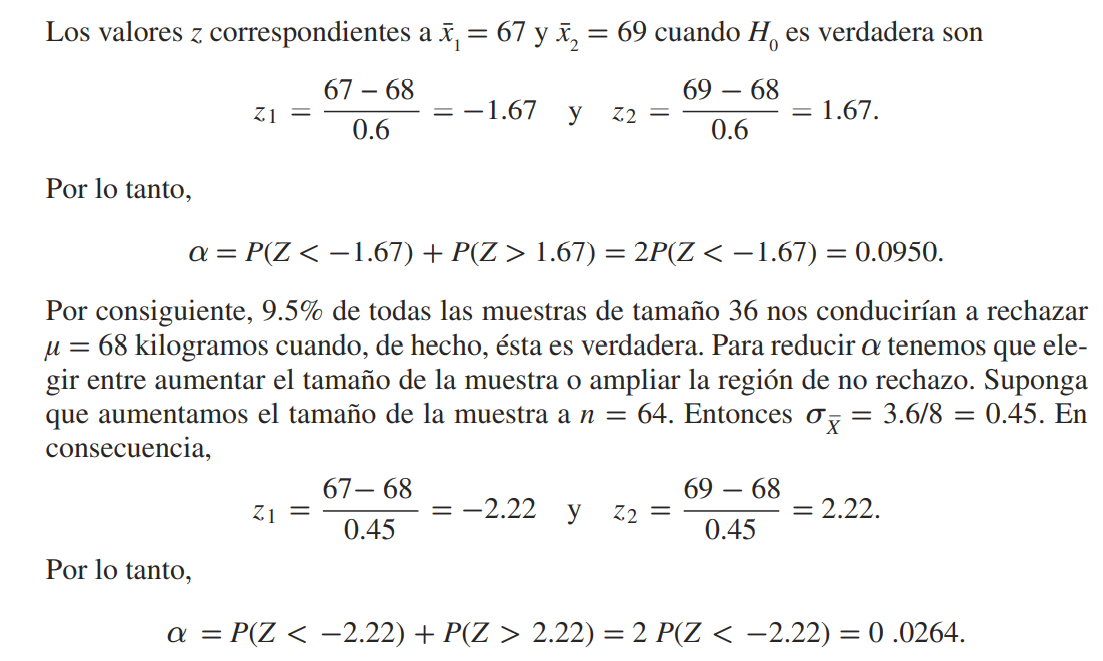 Los valores z correspondientes a x̄₁ = 67 y x̄₂ = 69 cuando H₀ es verdadera son
z₁ = (67 – 68)/0.6 = −1.67 y z₂ = (69 − 68)/0.6 = 1.67.
Por lo tanto,
α = P(Z < −1.67) + P(Z > 1.67) = 2P(Z < −1.67) = 0.0950.
Por consiguiente, 9.5% de todas las muestras de tamaño 36 nos conducirían a rechazar
μ = 68 kilogramos cuando, de hecho, ésta es verdadera. Para reducir α tenemos que ele-
gir entre aumentar el tamaño de la muestra o ampliar la región de no rechazo. Suponga
que aumentamos el tamaño de la muestra a n = 64. Entonces σ_X̄ = 3.6/8 = 0.45. En
consecuencia,
z₁ = (67− 68)/0.45 = −2.22 y z₂ = (69 − 68)/0.45 = 2.22.
Por lo tanto,
α = P(Z < −2.22) + P(Z > 2.22) = 2 P(Z < −2.22) = 0 .0264.